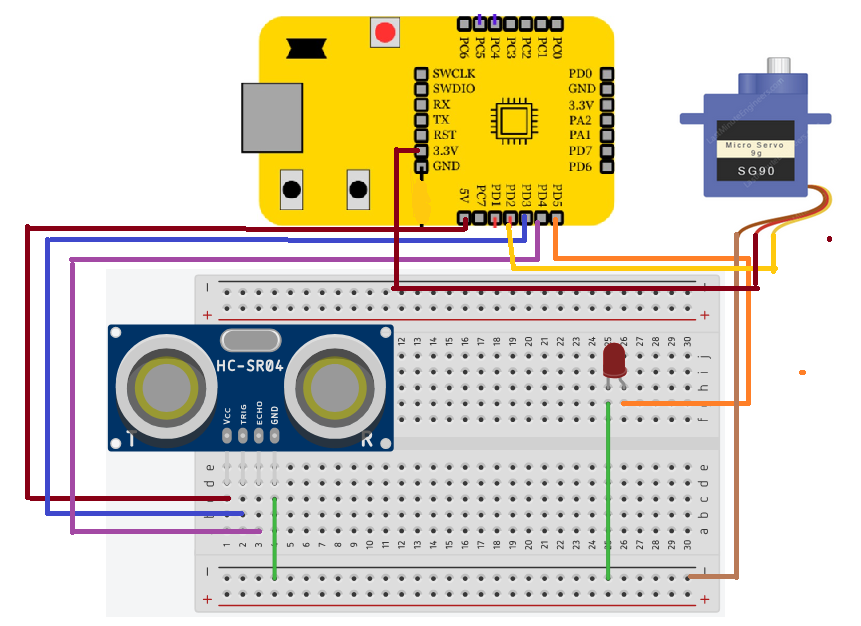 PC6 PC5 PC4 PC3 PC2 PC1 PC0
SWCLK
SWDIO
RX
TX
RST
3.3V
GND
PD0
GND
3.3V
PA2
PA1
PD7
PD6
5V PC7 PD1 PD2 PD3 PD4 PD5
Micro Servo
9g
SG90
HC-SR04
VCC TRIG ECHO GND
T R
12 13 14 15 16 17 18 19 20 21 22 23 24 25 26 27 28 29 30
j
i
h
f
e e
d d
c c
b b
a a
1 2 3 4 5 6 7 8 9 10 11 12 13 14 15 16 17 18 19 20 21 22 23 24 25 26 27 28 29 30